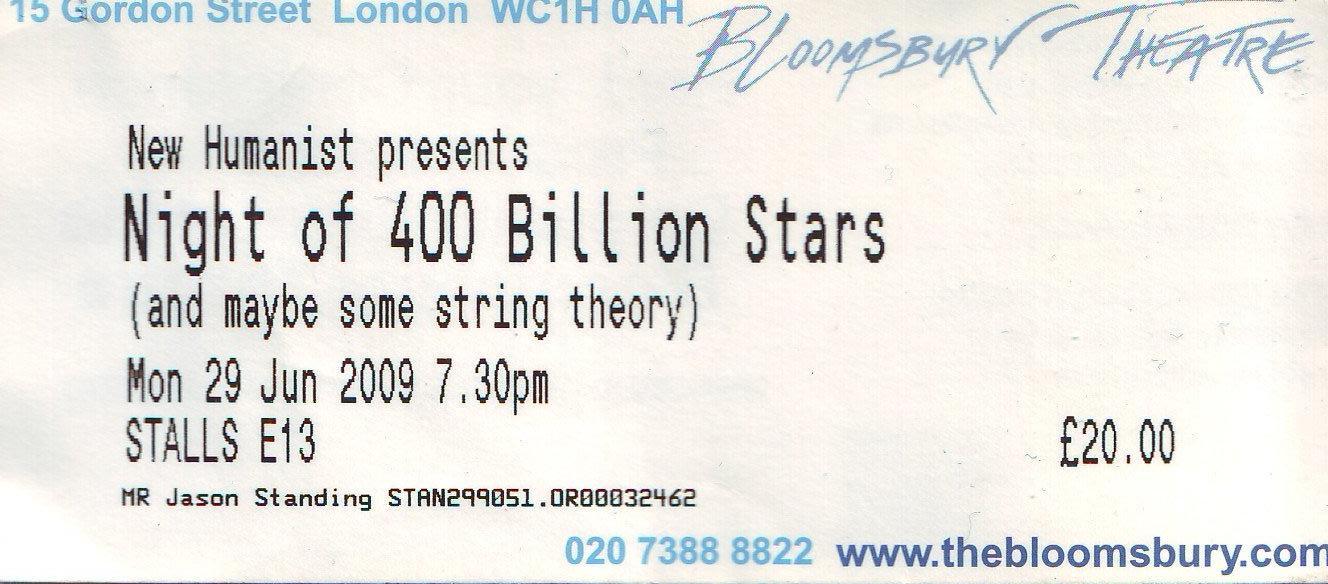 15 Gordon Street London WC1H 0AH
BLOOMSBURY THEATRE
New Humanist presents
Night of 400 Billion Stars
(and maybe some string theory)
Mon 29 Jun 2009 7.30pm
STALLS E13
£20.00
MR Jason Standing STAN299051.OR00032462
020 7388 8822 www.thebloomsbury.com